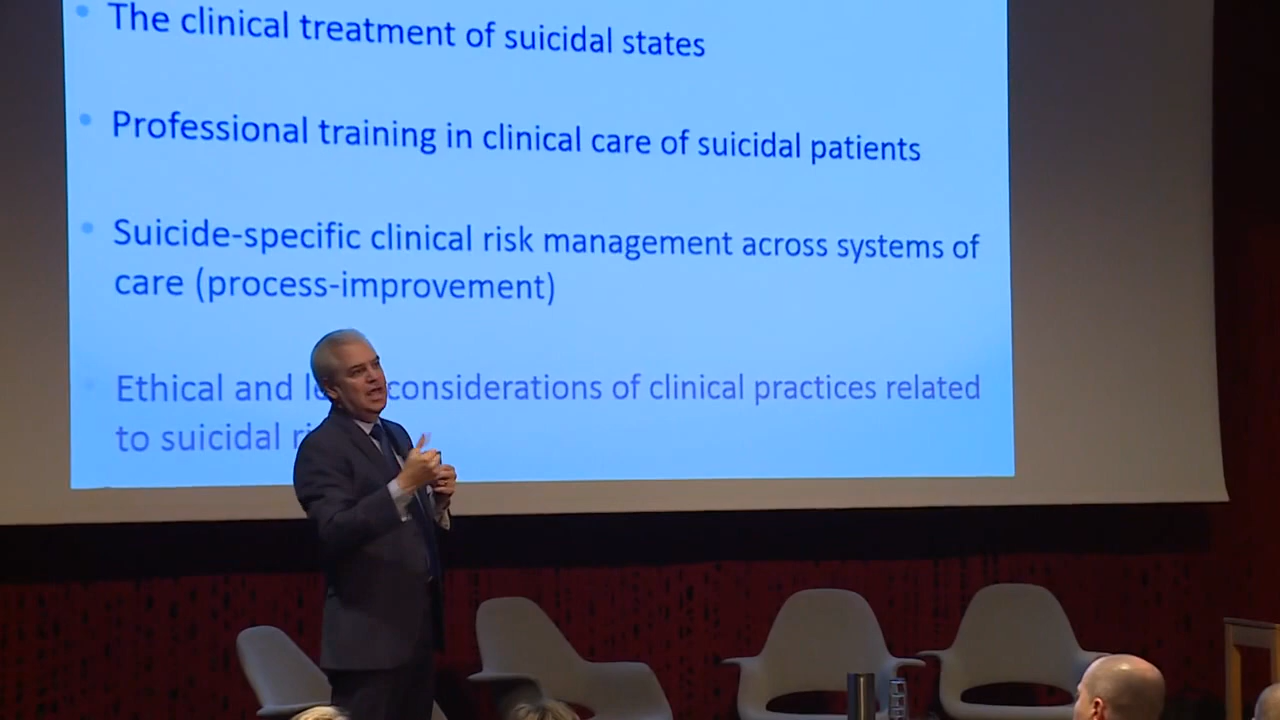 The clinical treatment of suicidal states
Professional training in clinical care of suicidal patients
Suicide-specific clinical risk management across systems of
care (process-improvement)
Ethical and considerations of clinical practices related
to suicidal